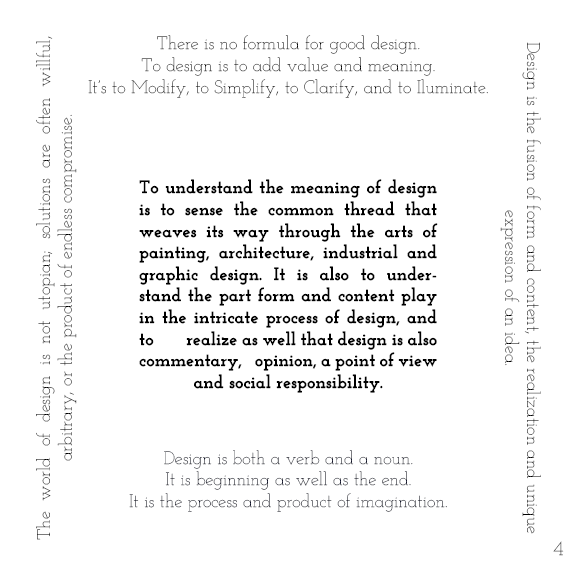 There is no formula for good design.
To design is to add value and meaning.
It's to Modify, to Simplify, to Clarify, and to Iluminate.
The world of design is not utopian; solutions are often willful,
arbitrary, or the product of endless compromise.
To understand the meaning of design
is to sense the common thread that
weaves its way through the arts of
painting, architecture, industrial and
graphic design. It is also to under-
stand the part form and content play
in the intricate process of design, and
to realize as well that design is also
commentary, opinion, a point of view
and social responsibility.
Design is the fusion of form and content, the realization and unique
expression of an idea.
Design is both a verb and a noun.
It is beginning as well as the end.
It is the process and product of imagination.
4